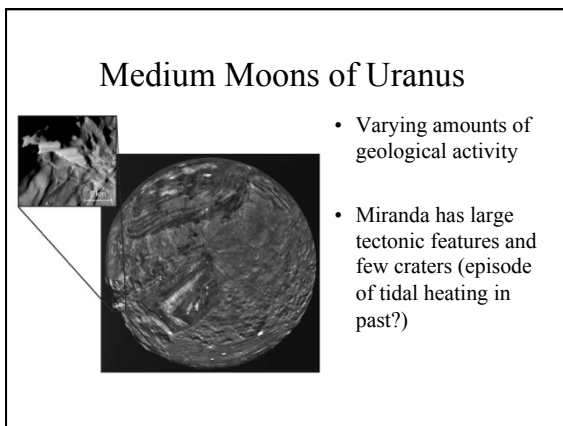 Medium Moons of Uranus
• Varying amounts of
geological activity
• Miranda has large
tectonic features and
few craters (episode
of tidal heating in
past?)
km